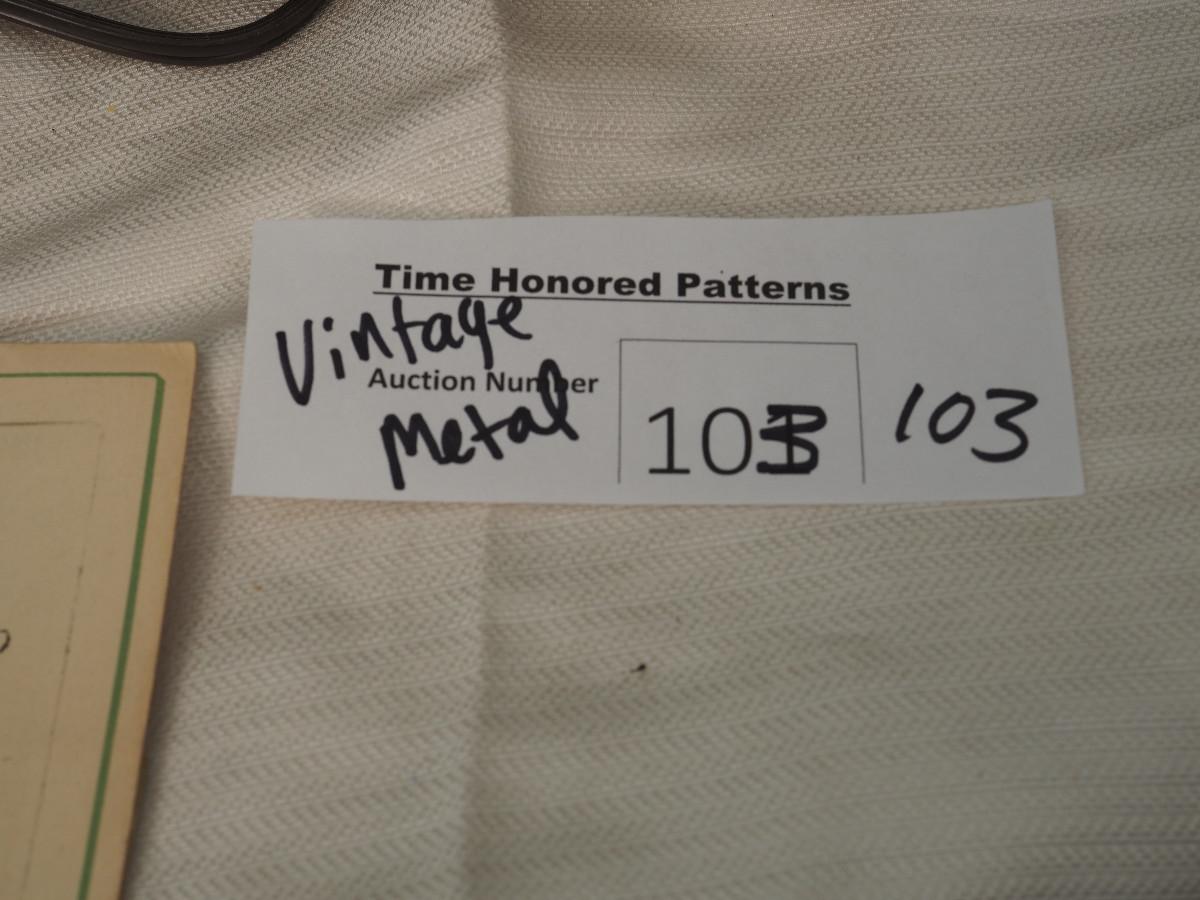 Time Honored Patterns
Vintage
Auction Number
Metal
103
103